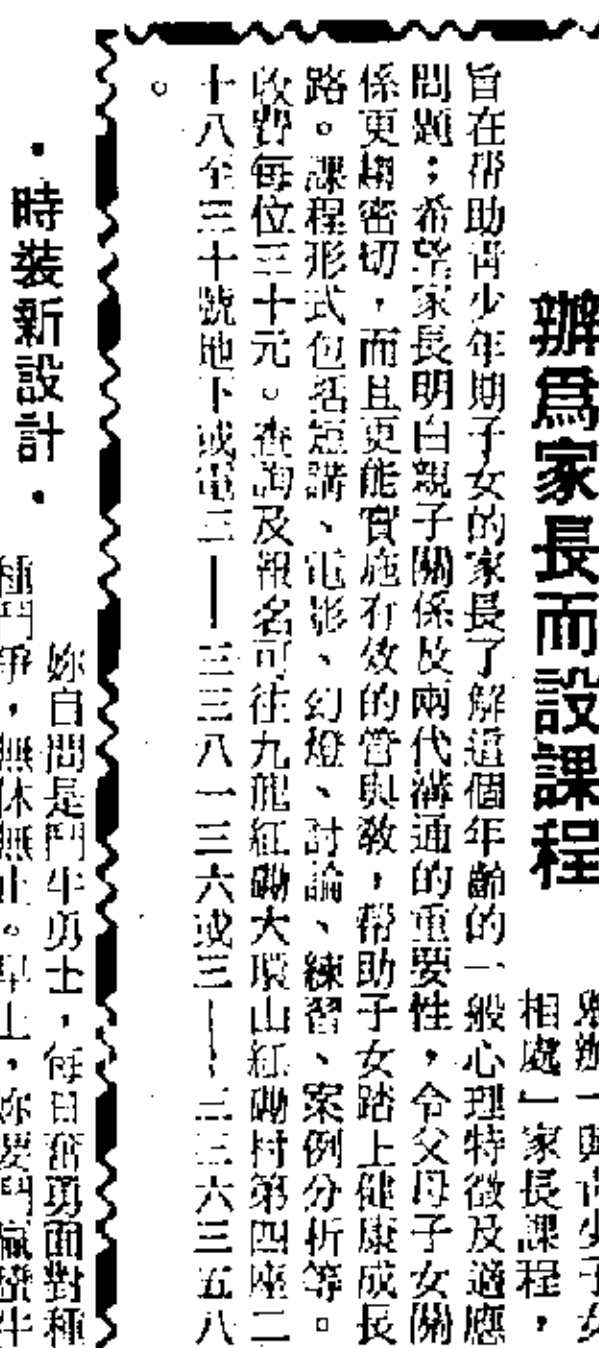 辦爲家長而設課程
舉辦「與青少子女
相處」家長課程，
旨在帮助靑少年期子女的家長了解這個年齡的一般心理特徵及適應
問題；希望家長明白親子關係及兩代溝通的重要性，令父母子女關
係更趨密切，而且更能實施有效的管與敎，帮助子女踏上健康成長
路。課程形式包括短講、電影、幻燈、討論、練習、案例分析等。
收費每位三十元。查詢及報名可往九龍紅磡大環山紅磡村第四座二
十八至三十號地下或電三——三三八一三六或三——三三六三五八
。
・時裝新設計・
妳自問是鬥牛勇士，每日奮勇面對種
種鬥爭，無休無止。早上，妳要鬥瘋蠻牛